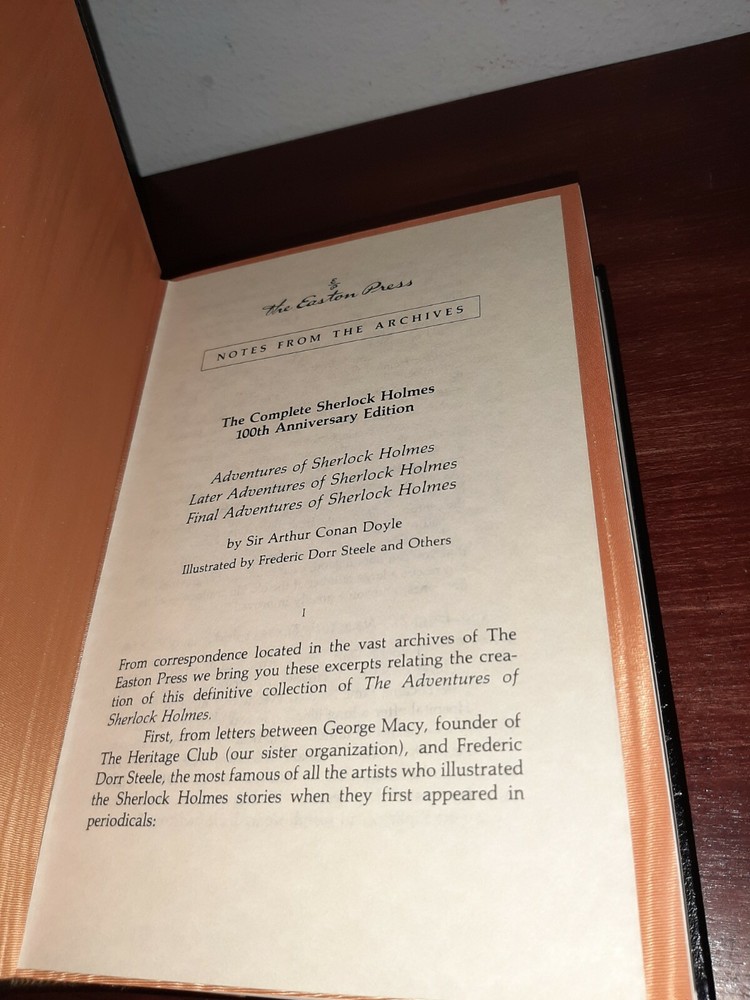 The Easton Press
NOTES FROM THE ARCHIVES
The Complete Sherlock Holmes
100th Anniversary Edition
Adventures of Sherlock Holmes
Later Adventures of Sherlock Holmes
Final Adventures of Sherlock Holmes
by Sir Arthur Conan Doyle
Illustrated by Frederic Dorr Steele and Others
I
From correspondence located in the vast archives of The
Easton Press we bring you these excerpts relating the crea-
tion of this definitive collection of The Adventures of
Sherlock Holmes.
First, from letters between George Macy, founder of
The Heritage Club (our sister organization), and Frederic
Dorr Steele, the most famous of all the artists who illustrated
the Sherlock Holmes stories when they first appeared in
periodicals: